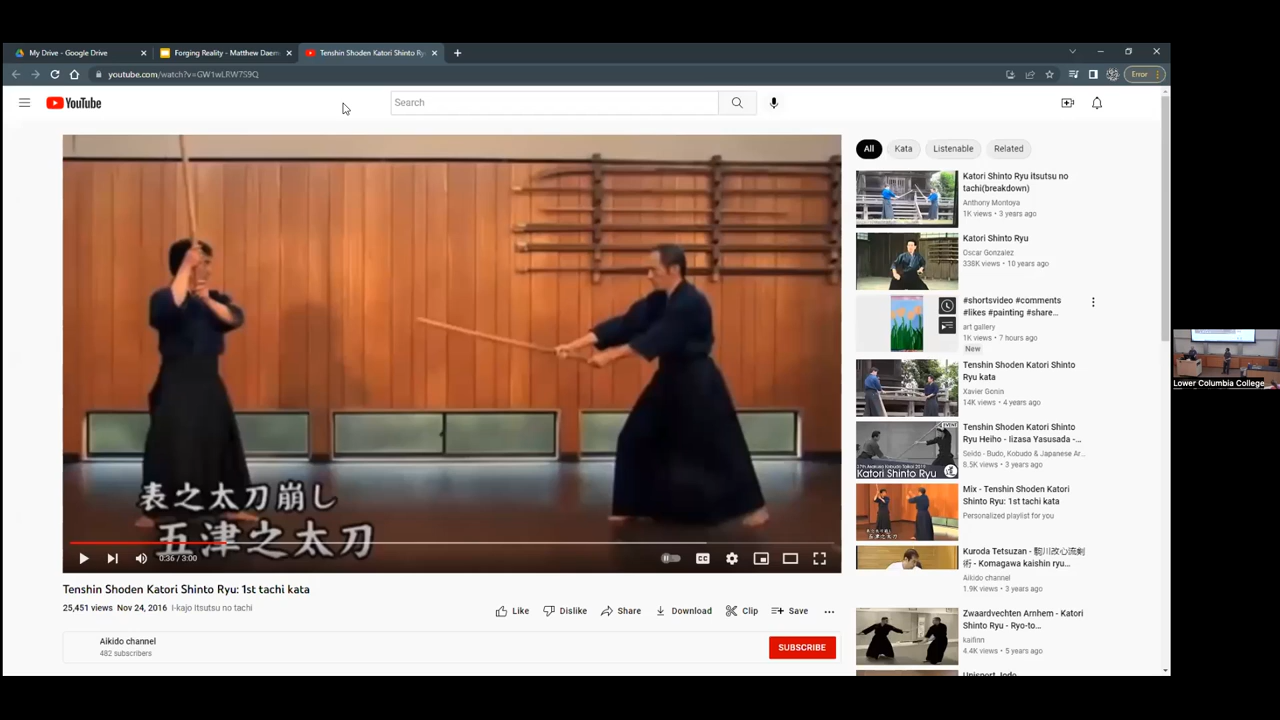 My Drive - Google Drive
Forging Reality - Matthew Daem
Tenshin Shoden Katori Shinto Ry
youtube.com/watch?v=GW1wLRW7S9Q
Error
YouTube
Search
All
Kata
Listenable
Related
Katori Shinto Ryu itsutsu no
tachi(breakdown)
Anthony Montoya
1K views • 3 years ago
Katori Shinto Ryu
Oscar Gonzalez
338K views • 10 years ago
#shortsvideo #comments
#likes #painting #share...
art gallery
1K views • 7 hours ago
New
Tenshin Shoden Katori Shinto
Ryu kata
Xavier Gonin
14K views • 4 years ago
Tenshin Shoden Katori Shinto
Ryu Heiho - Iizasa Yasusada -...
Seido - Budo, Kobudo & Japanese Ar...
8.5K views • 3 years ago
Katori Shinto Ryu
Mix - Tenshin Shoden Katori
Shinto Ryu: 1st tachi kata
Personalized playlist for you
Kuroda Tetsuzan - 駒川改心流剣
術 - Komagawa kaishin ryu...
Aikido channel
1.9K views • 3 years ago
Zwaardvechten Arnhem - Katori
Shinto Ryu - Ryo-to...
kaifinn
4.4K views • 5 years ago
Unisport Jodo
表之太刀崩し
五津之太刀
0:36 / 3:00
Tenshin Shoden Katori Shinto Ryu: 1st tachi kata
25,451 views Nov 24, 2016 I-kajo Itsutsu no tachi
Like
Dislike
Share
Download
Clip
Save
Aikido channel
482 subscribers
SUBSCRIBE
Lower Columbia College